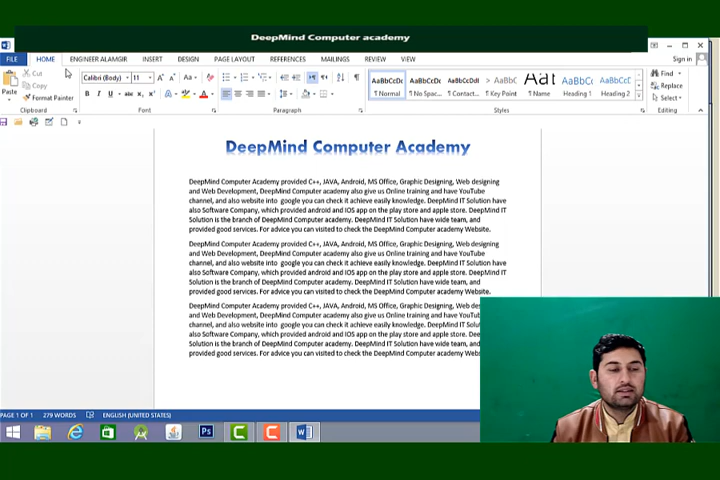 DeepMind Computer academy
Sign in
FILE HOME ENGINEER ALAMGIR INSERT DESIGN PAGE LAYOUT REFERENCES MAILINGS REVIEW VIEW
Cut
Copy
Paste
Format Painter
Calibri (Body) 11
AaBbCcDc AaBbCcDc AaBbCcDdI AaBbC AaI AaBbC AaBbCcC
¶ Normal ¶ No Spac... ¶ Contact... ¶ Key Point ¶ Name Heading 1 Heading 2
Find
Replace
Select
Clipboard Font Paragraph Styles Editing
DeepMind Computer Academy
DeepMind Computer Academy provided C++, JAVA, Android, MS Office, Graphic Designing, Web designing
and Web Development, DeepMind Computer academy also give us Online training and have YouTube
channel, and also website into google you can check it achieve easily knowledge. DeepMind IT Solution have
also Software Company, which provided android and IOS app on the play store and apple store. DeepMind IT
Solution is the branch of DeepMind academy. DeepMind IT Solution have wide team, and
provided good services. For advice you can visited to check the DeepMind Computer academy Website.
DeepMind Computer Academy provided C++, JAVA, Android, MS Office, Graphic Designing, Web designing
and Web Development, DeepMind Computer academy also give us Online training and have YouTube
channel, and also website into google you can check it achieve easily knowledge. DeepMind IT Solution have
also Software Company, which provided android and IOS app on the play store and apple store. DeepMind IT
Solution is the branch of DeepMind academy. DeepMind IT Solution have wide team, and
provided good services. For advice you can visited to check the DeepMind Computer academy Website.
DeepMind Computer Academy provided C++, JAVA, Android, MS Office, Graphic Designing, Web
and Web Development, DeepMind Computer academy also give us Online training and have
channel, and also website into google you can check it achieve easily knowledge. DeepMind IT
also Software Company, which provided android and IOS app on the play store and apple store.
Solution is the branch of DeepMind academy. DeepMind IT Solution have wide team, and
provided good services. For advice you can visited to check the DeepMind Computer academy
PAGE 1 OF 1 279 WORDS ENGLISH (UNITED STATES)